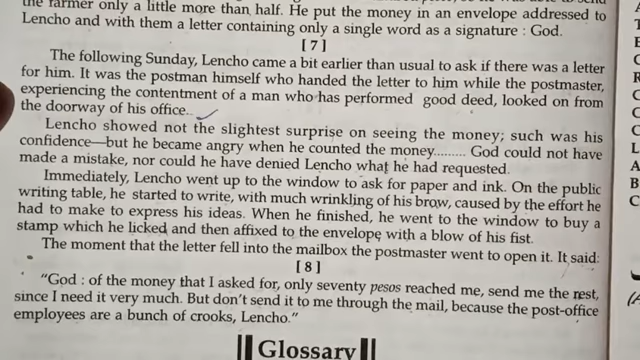 the farmer only a little more than half. He put the money in an envelope addressed to
Lencho and with them a letter containing only a single word as a signature : God.
[ 7 ]
The following Sunday, Lencho came a bit earlier than usual to ask if there was a letter
for him. It was the postman himself who handed the letter to him while the postmaster,
experiencing the contentment of a man who has performed good deed, looked on from
the doorway of his office..
Lencho showed not the slightest surprise on seeing the money; such was his
confidence—but he became angry when he counted the money......... God could not have
made a mistake, nor could he have denied Lencho what he had requested.
Immediately, Lencho went up to the window to ask for paper and ink. On the public
writing table, he started to write, with much wrinkling of his brow, caused by the effort he
had to make to express his ideas. When he finished, he went to the window to buy a
stamp which he licked and then affixed to the envelope with a blow of his fist.
The moment that the letter fell into the mailbox the postmaster went to open it. It said:
[ 8 ]
"God : of the money that I asked for, only seventy pesos reached me, send me the rest,
since I need it very much. But don't send it to me through the mail, because the post-office
employees are a bunch of crooks, Lencho."
Glossary